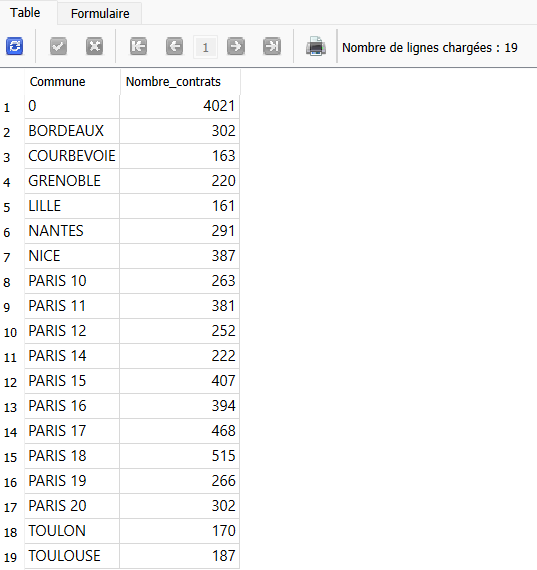 Table Formulaire
1 Nombre de lignes chargées : 19
Commune Nombre_contrats
1 0 4021
2 BORDEAUX 302
3 COURBEVOIE 163
4 GRENOBLE 220
5 LILLE 161
6 NANTES 291
7 NICE 387
8 PARIS 10 263
9 PARIS 11 381
10 PARIS 12 252
11 PARIS 14 222
12 PARIS 15 407
13 PARIS 16 394
14 PARIS 17 468
15 PARIS 18 515
16 PARIS 19 266
17 PARIS 20 302
18 TOULON 170
19 TOULOUSE 187